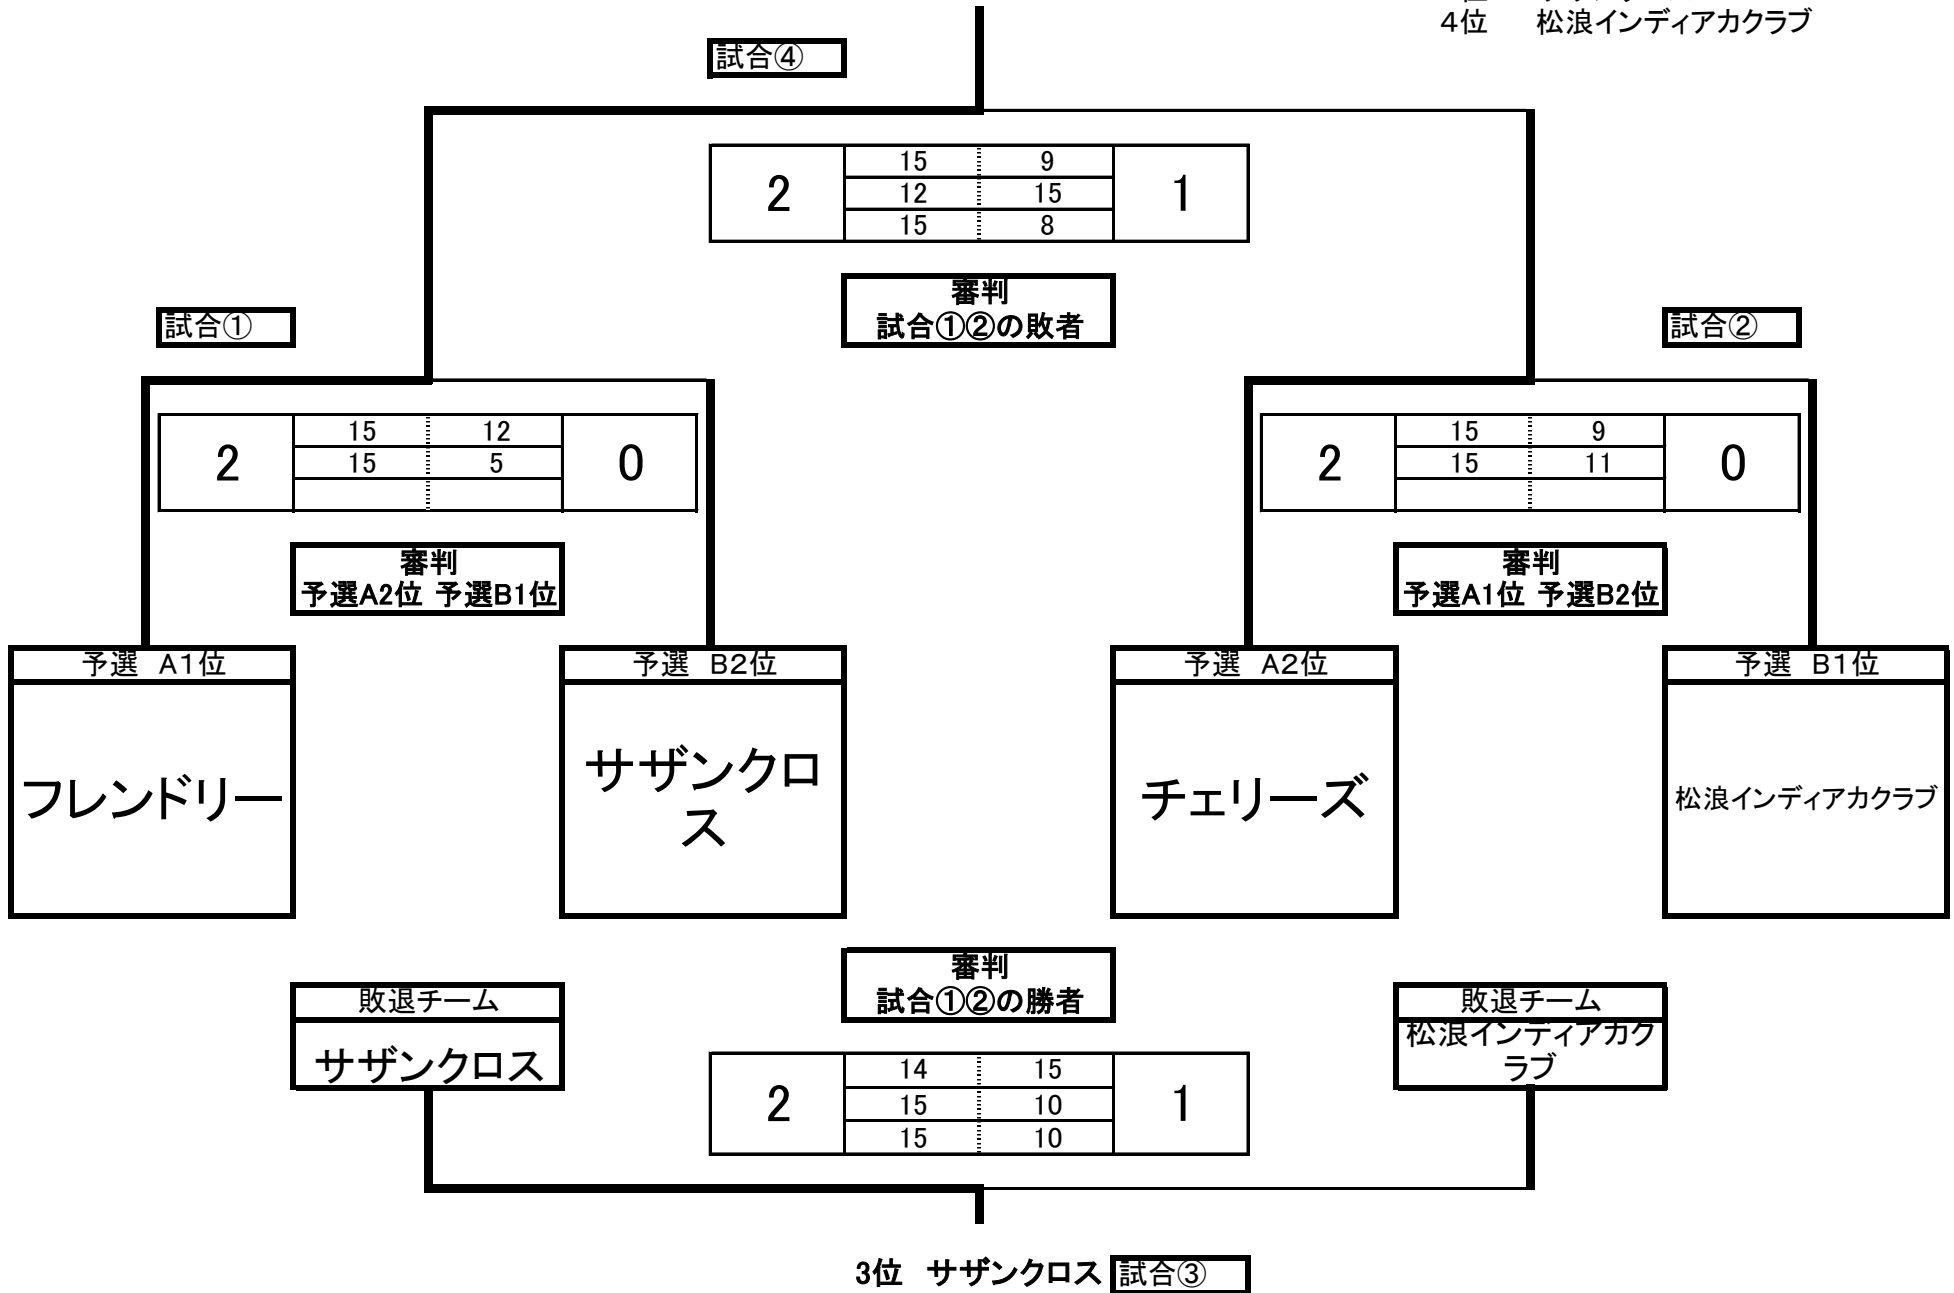 4位 松浪インディアカクラブ
試合④
15 9
2 12 15 1
15 8
審判
試合①②の敗者
試合① 試合②
15 12
2 15 5 0
15 9
2 15 11 0
審判
予選A2位 予選B1位
審判
予選A1位 予選B2位
予選 A1位
フレンドリー
予選 B2位
サザンクロ
ス
予選 A2位
チェリーズ
予選 B1位
松浪インディアカクラブ
審判
試合①②の勝者
敗退チーム
サザンクロス
敗退チーム
松浪インディアカク
ラブ
14 15
2 15 10 1
15 10
3位 サザンクロス 試合③